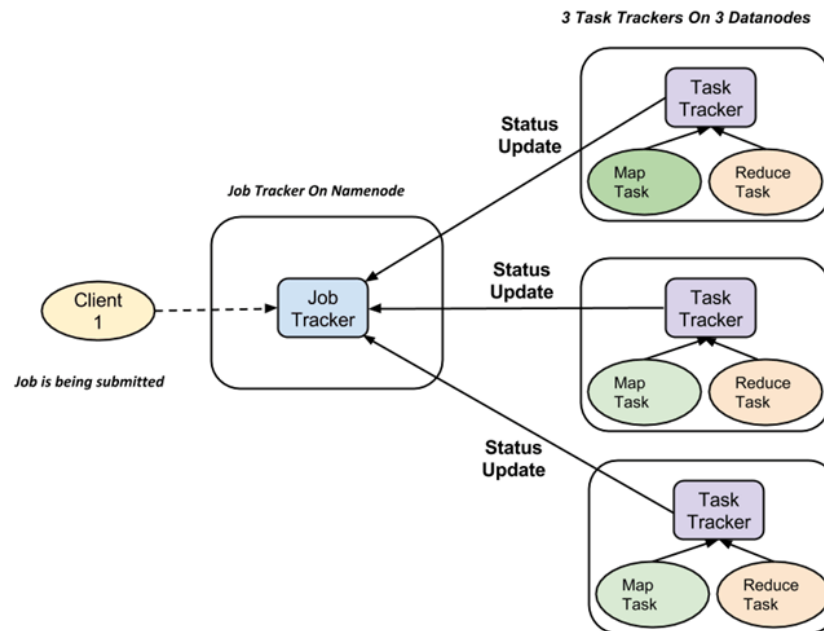 3 Task Trackers On 3 Datanodes
Task
Tracker
Status
Update
Map
Task
Reduce
Task
Job Tracker On Namenode
Client
1
Job
Tracker
Status
Update
Task
Tracker
Map
Task
Reduce
Task
Job is being submitted
Status
Update
Task
Tracker
Map
Task
Reduce
Task